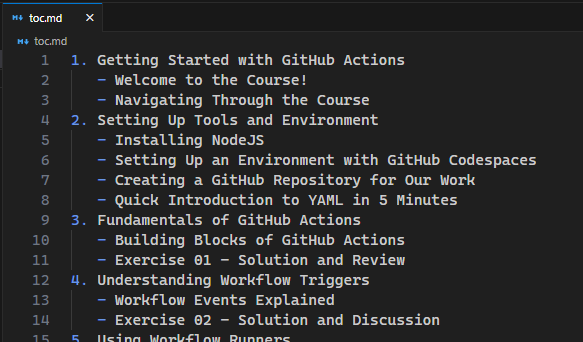 toc.md
toc.md
1 1. Getting Started with GitHub Actions
2 - Welcome to the Course!
3 - Navigating Through the Course
4 2. Setting Up Tools and Environment
5 - Installing NodeJS
6 - Setting Up an Environment with GitHub Codespaces
7 - Creating a GitHub Repository for Our Work
8 - Quick Introduction to YAML in 5 Minutes
9 3. Fundamentals of GitHub Actions
10 - Building Blocks of GitHub Actions
11 - Exercise 01 - Solution and Review
12 4. Understanding Workflow Triggers
13 - Workflow Events Explained
14 - Exercise 02 - Solution and Discussion
15 5. Using Workflow Runners